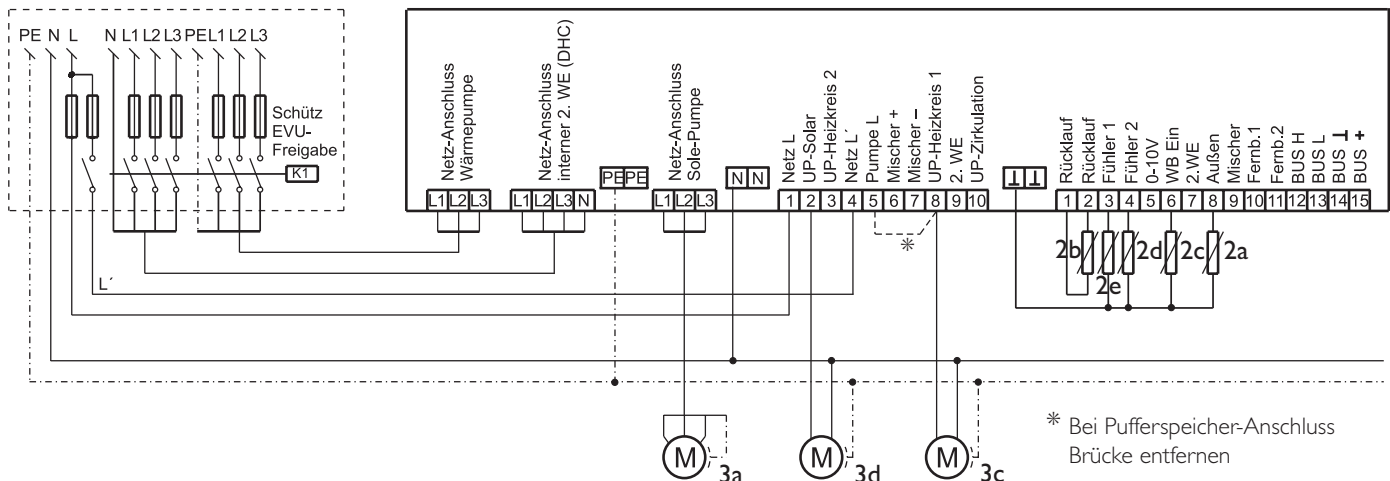 PE N L N L1 L2 L3 PE L1 L2 L3
Schütz
EVU-
Freigabe
K1
L´
Netz-Anschluss
Wärmepumpe
L1 L2 L3
Netz-Anschluss
interner 2. WE (DHC)
L1 L2 L3 N
PE PE
Netz-Anschluss
Sole-Pumpe
L1 L2 L3
N N
Netz L
UP-Solar
UP-Heizkreis 2
Netz L´
Pumpe L
Mischer +
Mischer –
UP-Heizkreis 1
2. WE
UP-Zirkulation
1 2 3 4 5 6 7 8 9 10
*
Rücklauf
Rücklauf
Fühler 1
Fühler 2
0-10V
WB Ein
2.WE
Außen
Mischer
Fernb.1
Fernb.2
BUS H
BUS L
BUS ⊥
BUS +
⊥ ⊥
1 2 3 4 5 6 7 8 9 10 11 12 13 14 15
2b 2e 2d 2c 2a
M 3a
M 3d
M 3c
* Bei Pufferspeicher-Anschluss
Brücke entfernen